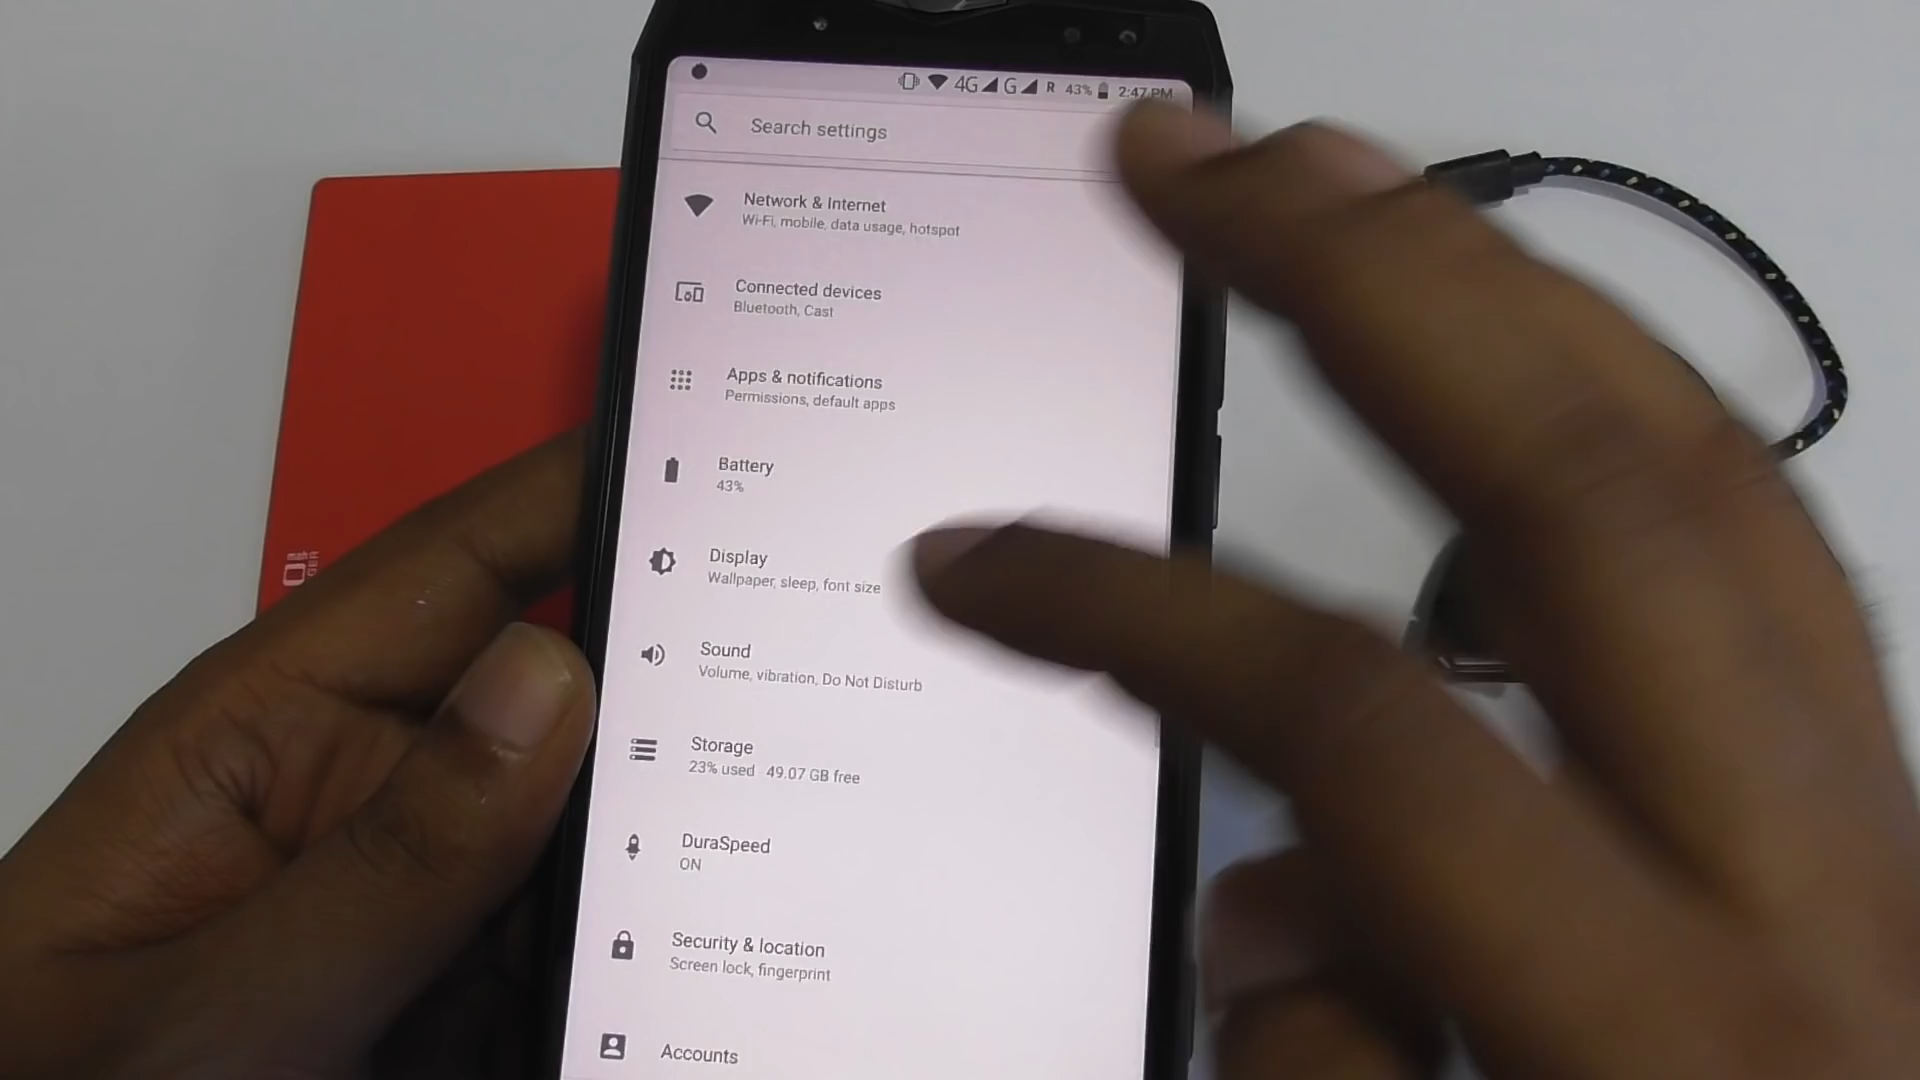 4G G R 43% 2:47 PM
Search settings
Network & Internet
Wi-Fi, mobile, data usage, hotspot
Connected devices
Bluetooth, Cast
Apps & notifications
Permissions, default apps
Battery
43%
Display
Wallpaper, sleep, font size
Sound
Volume, vibration, Do Not Disturb
Storage
23% used - 49.07 GB free
DuraSpeed
ON
Security & location
Screen lock, fingerprint
Accounts
mah